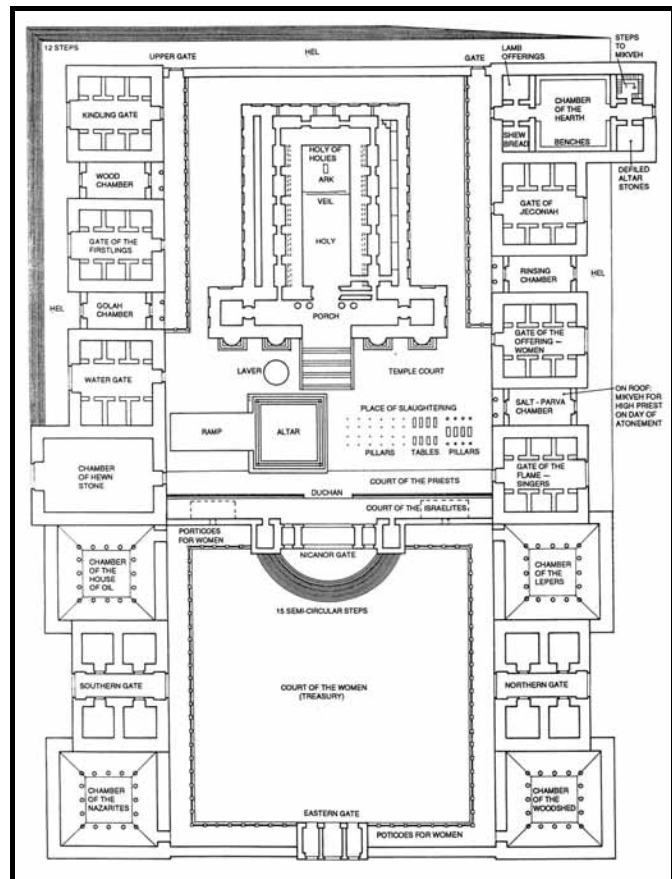 12 STEPS
UPPER GATE
HEL
GATE
LAMB
OFFERINGS
STEPS
TO
MIKVEH
KINDLING GATE
CHAMBER
OF THE
HEARTH
BENCHES
SHEW
BREAD
DEFILED
ALTAR
STONES
HOLY OF
HOLIES
ARK
VEIL
HOLY
PORCH
WOOD
CHAMBER
GATE OF THE
FIRSTLINGS
HEL
GOLAH
CHAMBER
WATER GATE
GATE OF
JECONIAH
RINSING
CHAMBER
HEL
GATE OF THE
OFFERING —
WOMEN
SALT - PARVA
CHAMBER
ON ROOF:
MIKVEH FOR
HIGH PRIEST
ON DAY OF
ATONEMENT
LAVER
TEMPLE COURT
RAMP
ALTAR
PLACE OF SLAUGHTERING
PILLARS
TABLES
PILLARS
CHAMBER
OF HEWN
STONE
COURT OF THE PRIESTS
GATE OF
THE FLAME —
SINGERS
DUCHAN
COURT OF THE ISRAELITES
PORTICOES
FOR WOMEN
NICANOR GATE
CHAMBER
OF THE
HOUSE
OF OIL
CHAMBER
OF THE
LEPERS
15 SEMI-CIRCULAR STEPS
SOUTHERN GATE
COURT OF THE WOMEN
(TREASURY)
NORTHERN GATE
CHAMBER
OF THE
NAZARITES
CHAMBER
OF THE
WOODSHED
EASTERN GATE
POTICOES FOR WOMEN